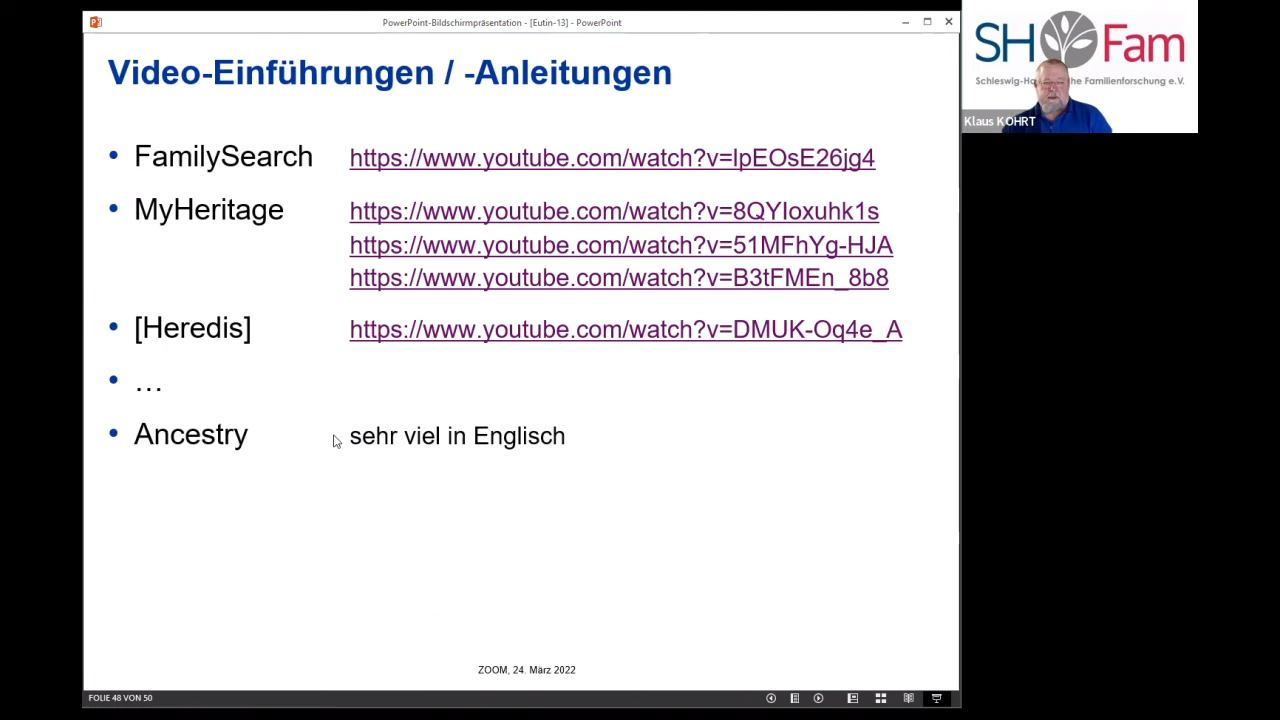 PowerPoint-Bildschirmpräsentation - [Eutin-13] - PowerPoint
Video-Einführungen / -Anleitungen
• FamilySearch https://www.youtube.com/watch?v=lpEOsE26jg4
• MyHeritage https://www.youtube.com/watch?v=8QYIoxuhk1s
https://www.youtube.com/watch?v=51MFhYg-HJA
https://www.youtube.com/watch?v=B3tFMEn_8b8
• [Heredis] https://www.youtube.com/watch?v=DMUK-Oq4e_A
• …
• Ancestry sehr viel in Englisch
ZOOM, 24. März 2022
FOLIE 48 VON 50
SH Fam
Schleswig-Ho he Familienforschung e.V.
Klaus KOHRT